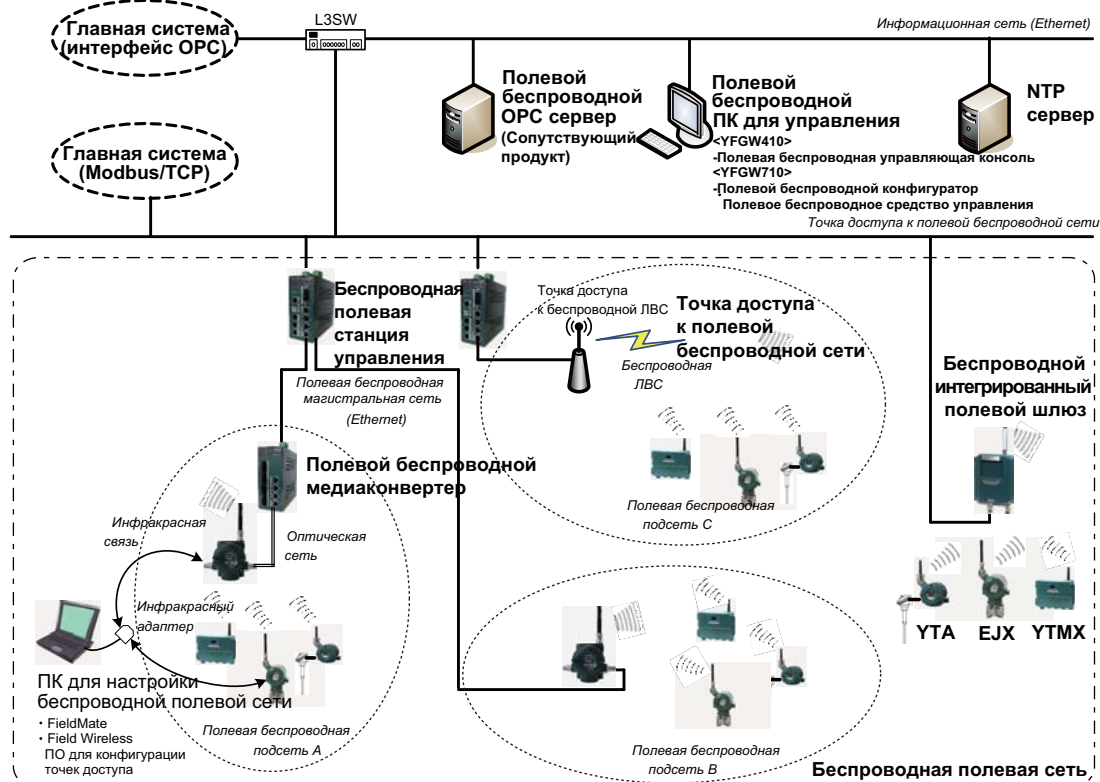 L3SW
Главная система
(интерфейс OPC)
Информационная сеть (Ethernet)
Полевой
беспроводной
OPC сервер
(Сопутствующий
продукт)
Полевой
беспроводной
ПК для управления
<YFGW410>
-Полевая беспроводная управляющая консоль
<YFGW710>
-Полевой беспроводной конфигуратор
· Полевое беспроводное средство управления
NTP
сервер
Главная система
(Modbus/TCP)
Точка доступа к полевой беспроводной сети
Беспроводная
полевая
станция
управления
Точка доступа
к беспроводной ЛВС
Точка доступа
к полевой
беспроводной сети
Беспроводная
ЛВС
Беспроводной
интегрированный
полевой шлюз
Полевая беспроводная
магистральная сеть
(Ethernet)
Полевой беспроводной
медиаконвертер
Полевая беспроводная
подсеть C
Инфракрасная
связь
Оптическая
сеть
Инфракрасный
адаптер
YTA
EJX
YTMX
ПК для настройки
беспроводной полевой сети
· FieldMate
· Field Wireless
ПО для конфигурации
точек доступа
Полевая беспроводная
подсеть A
Полевая беспроводная
подсеть B
Беспроводная полевая сеть